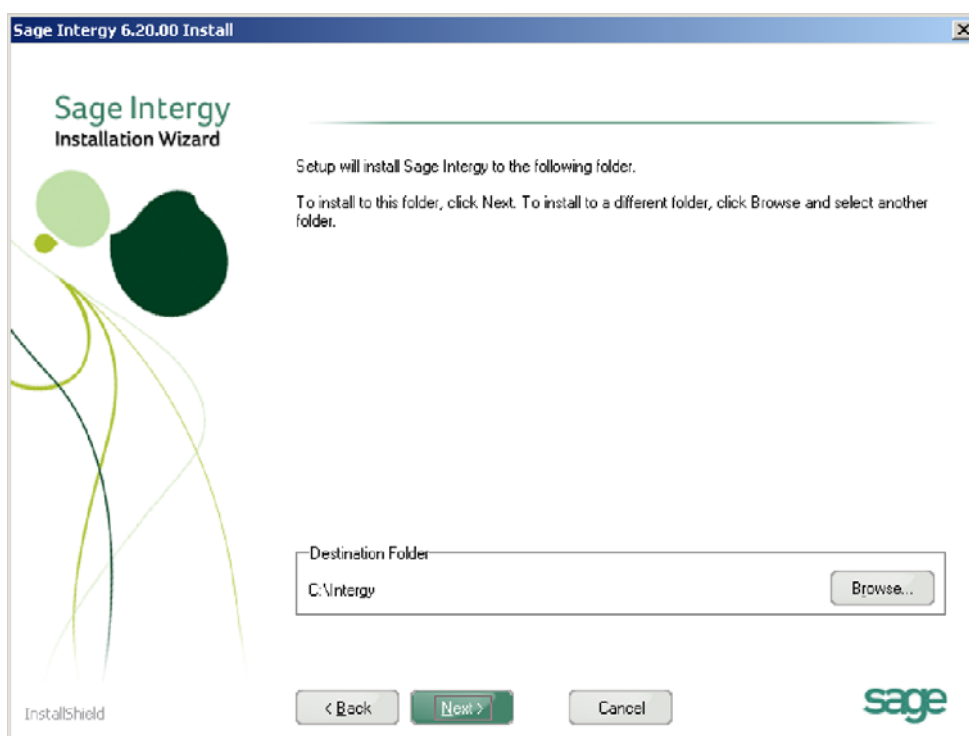 Sage Intergy 6.20.00 Install
Sage Intergy
Installation Wizard
Setup will install Sage Intergy to the following folder.
To install to this folder, click Next. To install to a different folder, click Browse and select another
folder.
Destination Folder
C:\Intergy
Browse...
< Back
Next >
Cancel
sage
InstallShield